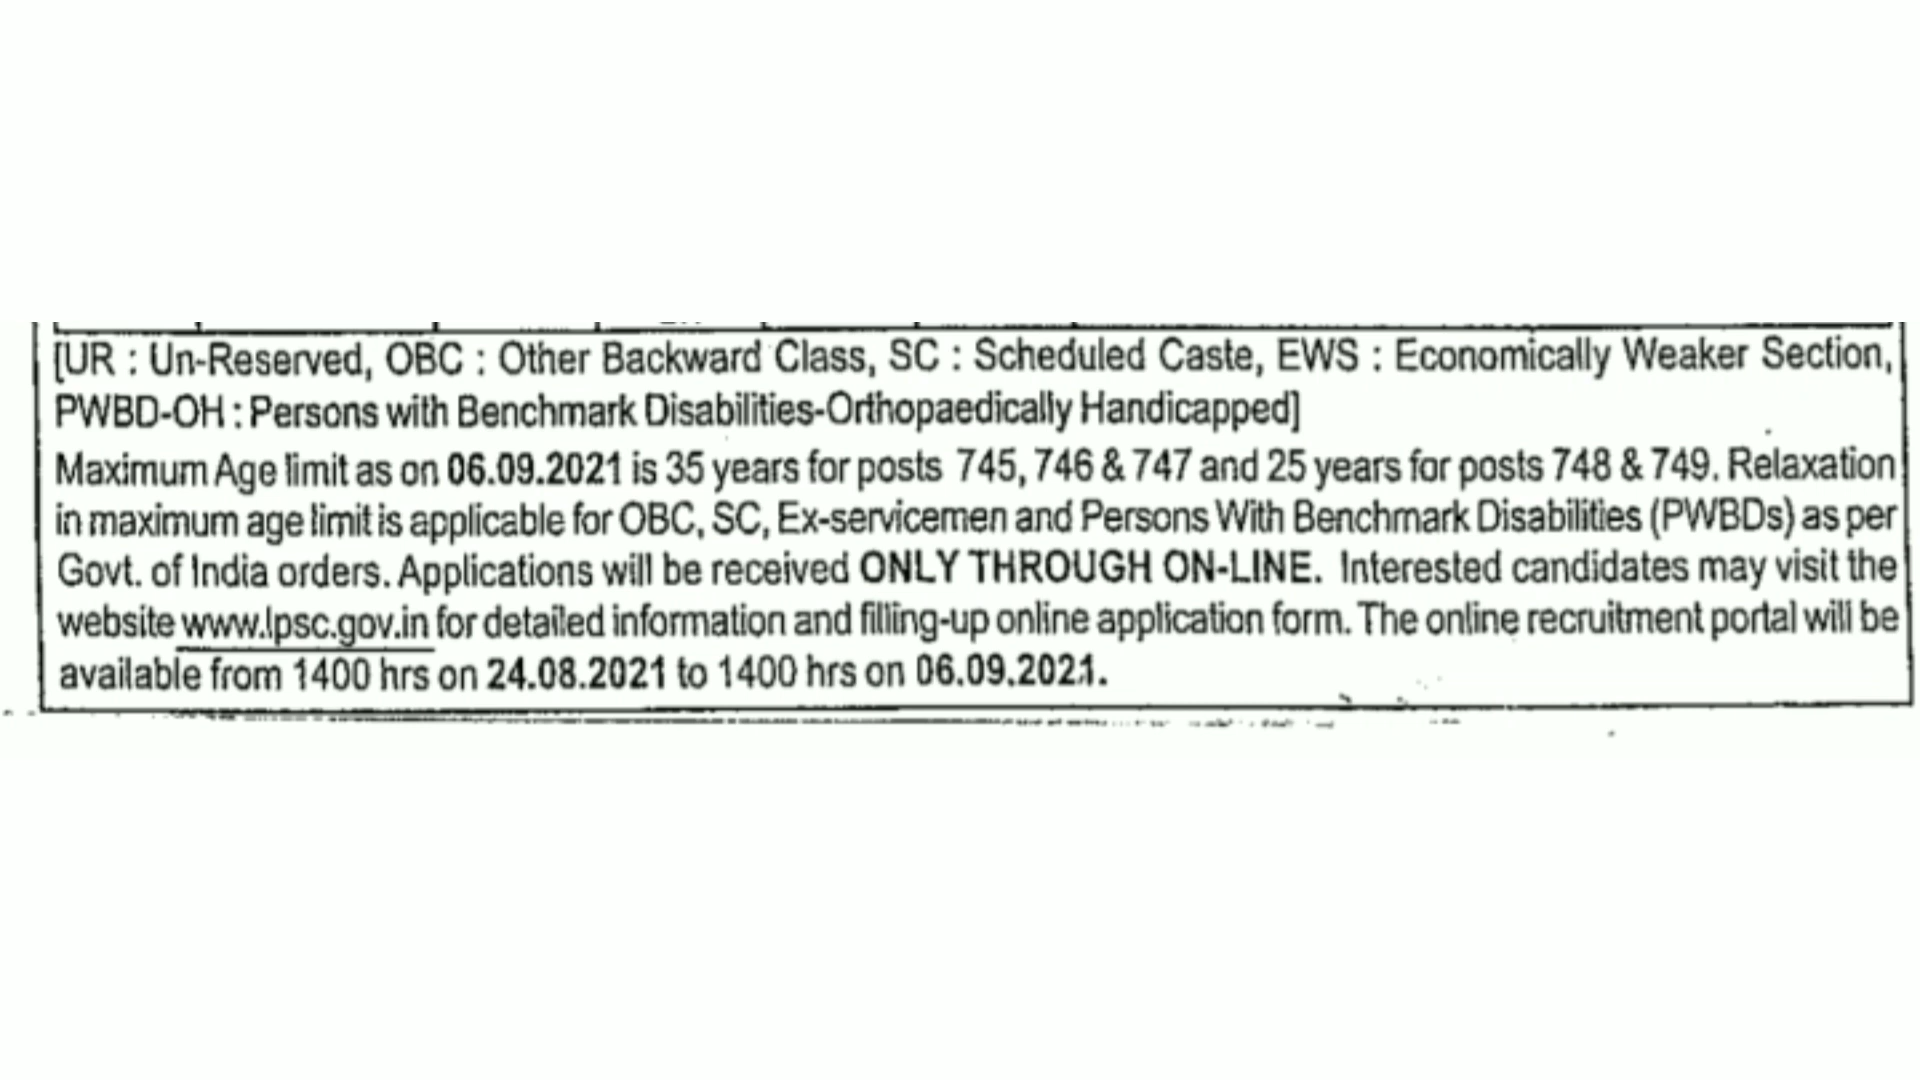 [UR : Un-Reserved, OBC : Other Backward Class, SC : Scheduled Caste, EWS : Economically Weaker Section,
PWBD-OH : Persons with Benchmark Disabilities-Orthopaedically Handicapped]
Maximum Age limit as on 06.09.2021 is 35 years for posts 745, 746 & 747 and 25 years for posts 748 & 749. Relaxation
in maximum age limit is applicable for OBC, SC, Ex-servicemen and Persons With Benchmark Disabilities (PWBDs) as per
Govt. of India orders. Applications will be received ONLY THROUGH ON-LINE. Interested candidates may visit the
website www.lpsc.gov.in for detailed information and filling-up online application form. The online recruitment portal will be
available from 1400 hrs on 24.08.2021 to 1400 hrs on 06.09.2021.